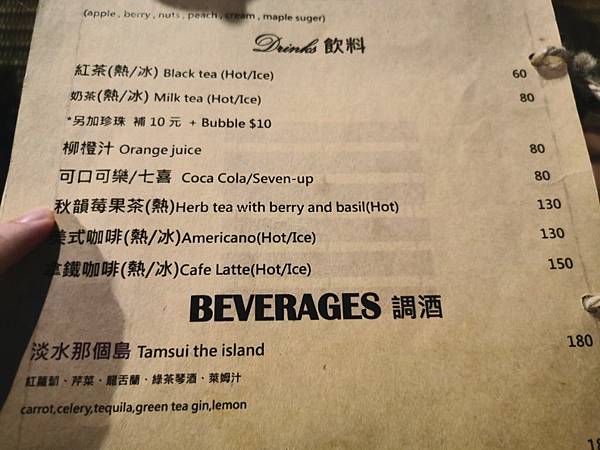 (apple , berry , nuts , peach , cream , maple suger)
Drinks 飲料
紅茶(熱/冰) Black tea (Hot/Ice) 60
奶茶(熱/冰) Milk tea (Hot/Ice) 80
*另加珍珠 補 10 元 + Bubble $10
柳橙汁 Orange juice 80
可口可樂/七喜 Coca Cola/Seven-up 80
秋韻莓果茶(熱)Herb tea with berry and basil(Hot) 130
美式咖啡(熱/冰)Americano(Hot/Ice) 130
拿鐵咖啡(熱/冰)Cafe Latte(Hot/Ice) 150
BEVERAGES 調酒
淡水那個島 Tamsui the island 180
紅蘿蔔、芹菜、龍舌蘭、綠茶琴酒、萊姆汁
carrot,celery,tequila,green tea gin,lemon